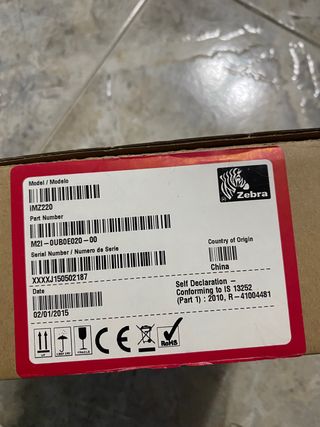 Model / Modelo
iMZ220
Part Number
M2I-0UB0E020-00
Serial Number / Numero de Serie
XXXXJ150502187
Date
02/01/2015
Zebra
Country of Origin
China
Self Declaration -
Conforming to IS 13252
(Part 1) : 2010, R-41004481
CE
RoHS